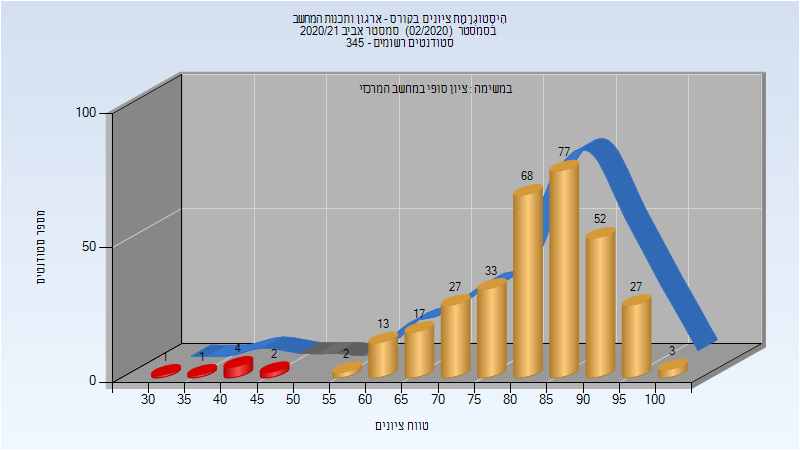 היסטוגרמת ציונים בקורס - ארגון ותכנות המחשב
בסמסטר (02/2020) סמסטר אביב 2020/21
סטודנטים רשומים - 345
במשימה : ציון סופי במחשב המרכזי
מספר סטודנטים
100
50
0
1
1
4
2
2
13
17
27
33
68
77
52
27
3
30 35 40 45 50 55 60 65 70 75 80 85 90 95 100
טווח ציונים